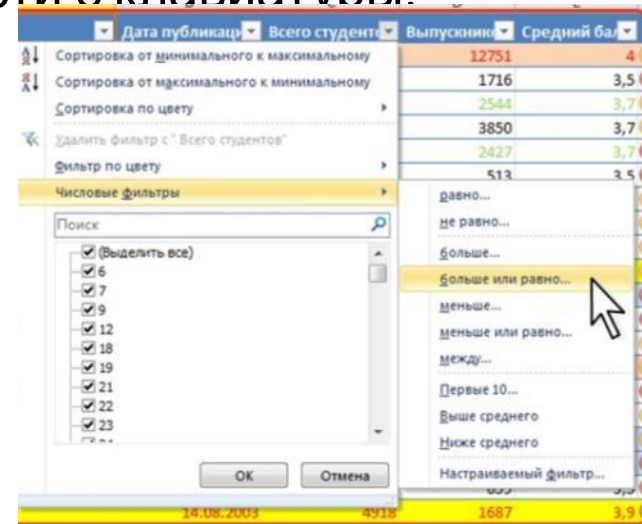 Дата публикаци Всего студенто Выпускнико Средний ба
Сортировка от минимального к максимальному
Сортировка от максимального к минимальному
Сортировка по цвету
Удалить фильтр с " Всего студентов"
Фильтр по цвету
Числовые фильтры
Поиск
(Выделить все)
6
7
9
12
18
19
21
22
23
ОК Отмена
12751 4
1716 3,5
2544 3,7
3850 3,7
2427 3,7
513 3,5
равно...
не равно...
больше...
больше или равно...
меньше...
меньше или равно...
между...
Первые 10...
Выше среднего
Ниже среднего
Настраиваемый фильтр...
14.08.2003 4918 1687 3,9